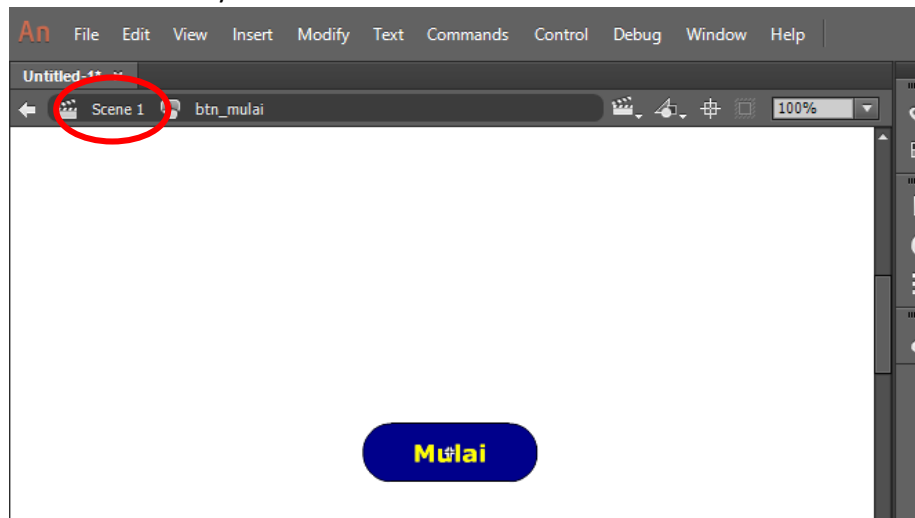 An File Edit View Insert Modify Text Commands Control Debug Window Help
Untitled-1* ×
Scene 1 btn_mulai 100%
Mulai